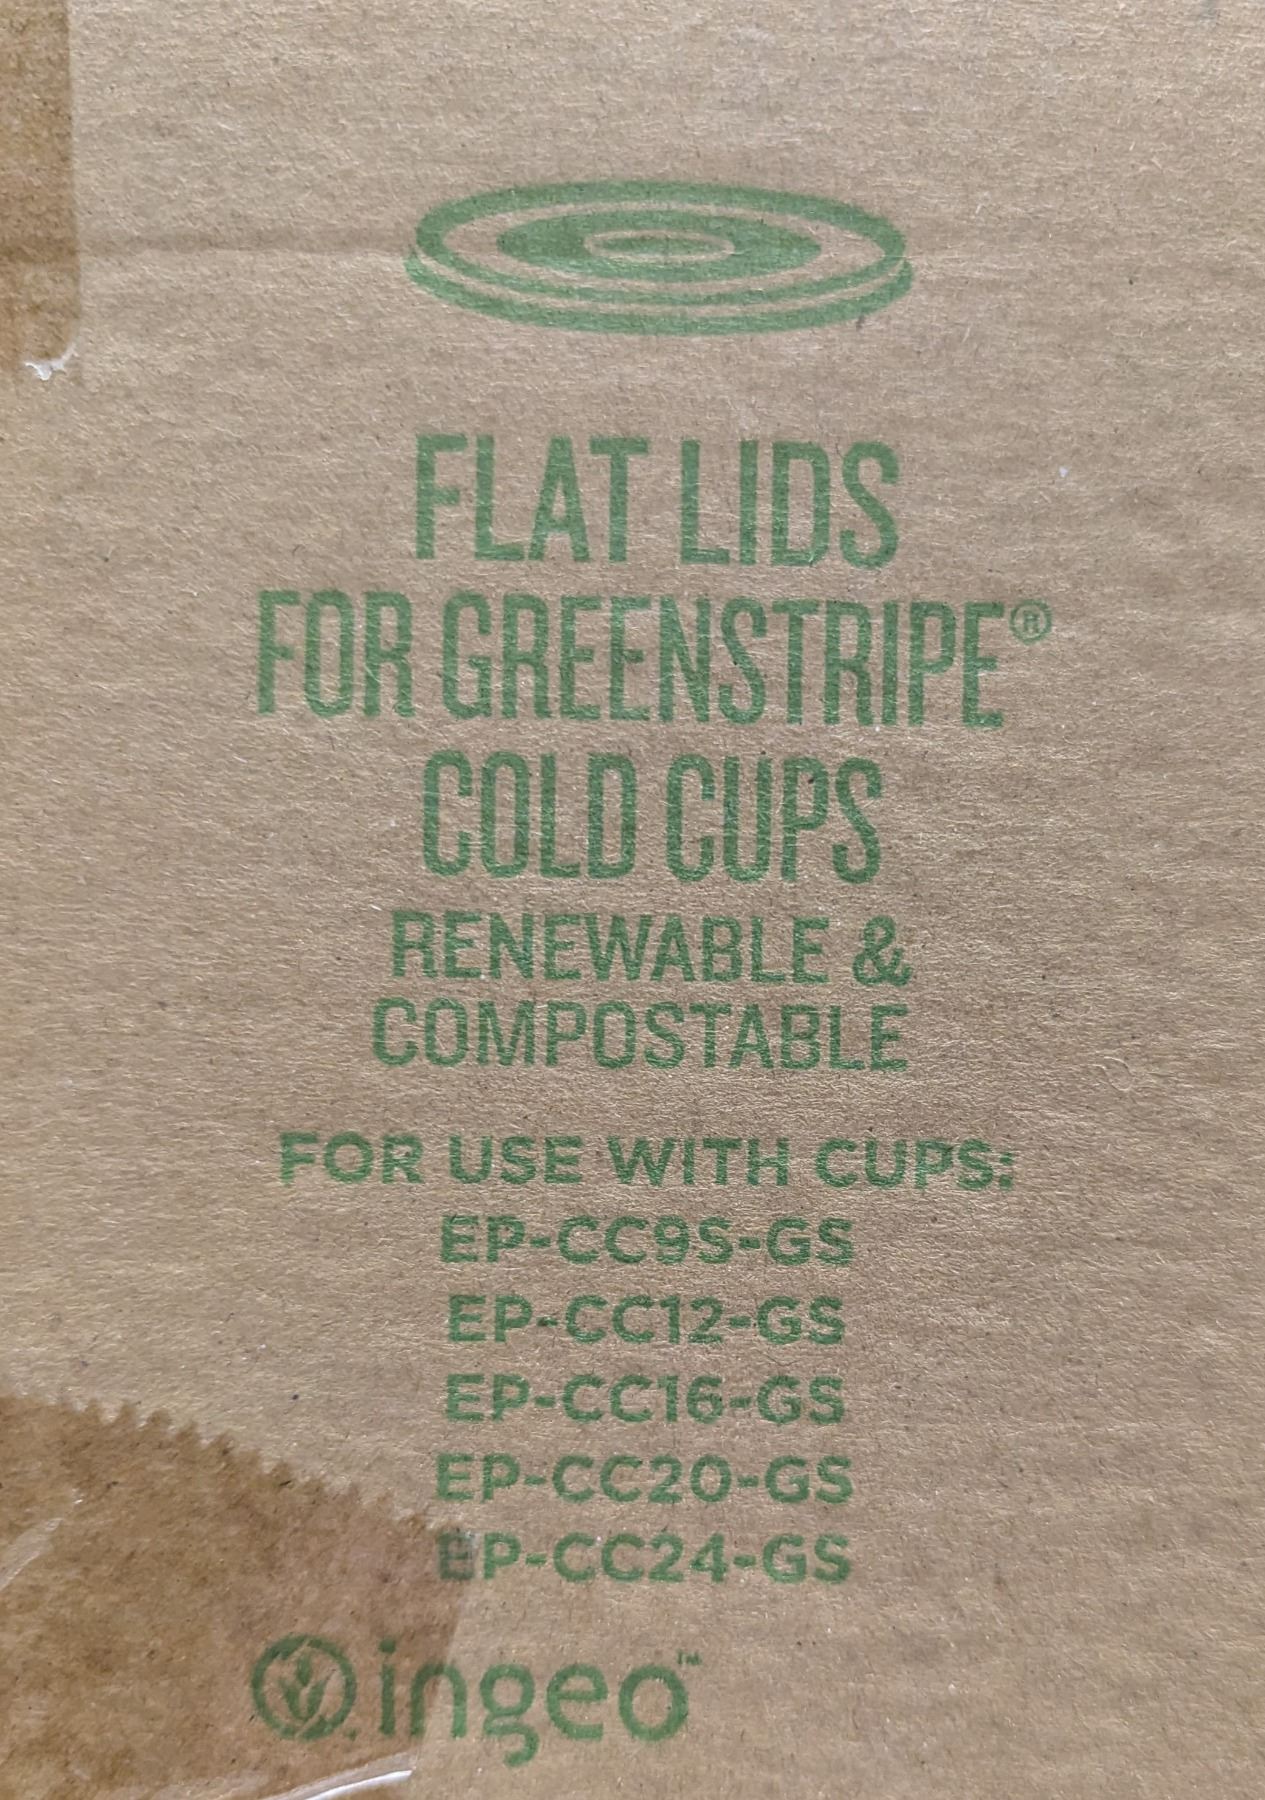 FLAT LIDS
FOR GREENSTRIPE®
COLD CUPS
RENEWABLE &
COMPOSTABLE
FOR USE WITH CUPS:
EP-CC9S-GS
EP-CC12-GS
EP-CC16-GS
EP-CC20-GS
EP-CC24-GS
ingeo™